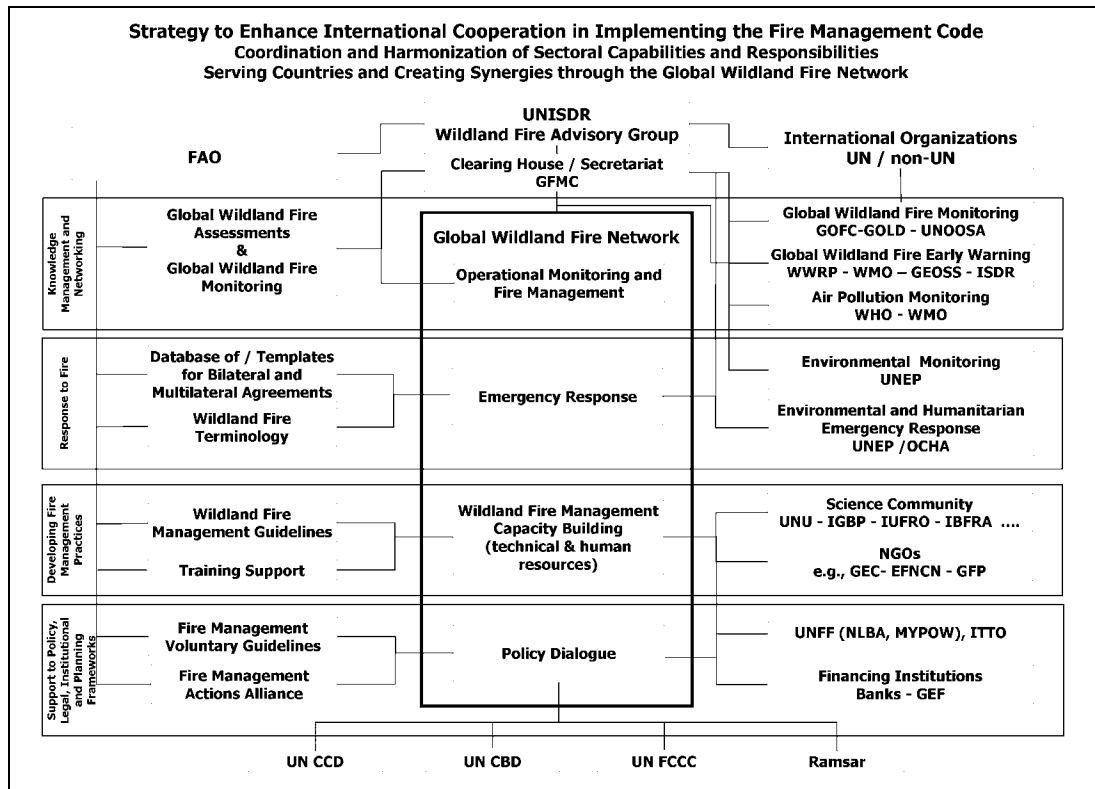 Strategy to Enhance International Cooperation in Implementing the Fire Management Code
Coordination and Harmonization of Sectoral Capabilities and Responsibilities
Serving Countries and Creating Synergies through the Global Wildland Fire Network
UNISDR
Wildland Fire Advisory Group
FAO
International Organizations
UN / non-UN
Clearing House / Secretariat
GFMC
Knowledge
Management and
Networking
Global Wildland Fire
Assessments
&
Global Wildland Fire
Monitoring
Global Wildland Fire Network
Operational Monitoring and
Fire Management
Global Wildland Fire Monitoring
GOFC-GOLD - UNOOSA
Global Wildland Fire Early Warning
WWRP - WMO – GEOSS - ISDR
Air Pollution Monitoring
WHO - WMO
Response to Fire
Database of / Templates
for Bilateral and
Multilateral Agreements
Wildland Fire
Terminology
Emergency Response
Environmental Monitoring
UNEP
Environmental and Humanitarian
Emergency Response
UNEP /OCHA
Developing Fire
Management
Practices
Wildland Fire
Management Guidelines
Training Support
Wildland Fire Management
Capacity Building
(technical & human
resources)
Science Community
UNU - IGBP - IUFRO - IBFRA ....
NGOs
e.g., GEC- EFNCN - GFP
Support to Policy,
Legal, Institutional
and Planning
Frameworks
Fire Management
Voluntary Guidelines
Fire Management
Actions Alliance
Policy Dialogue
UNFF (NLBA, MYPOW), ITTO
Financing Institutions
Banks - GEF
UN CCD
UN CBD
UN FCCC
Ramsar